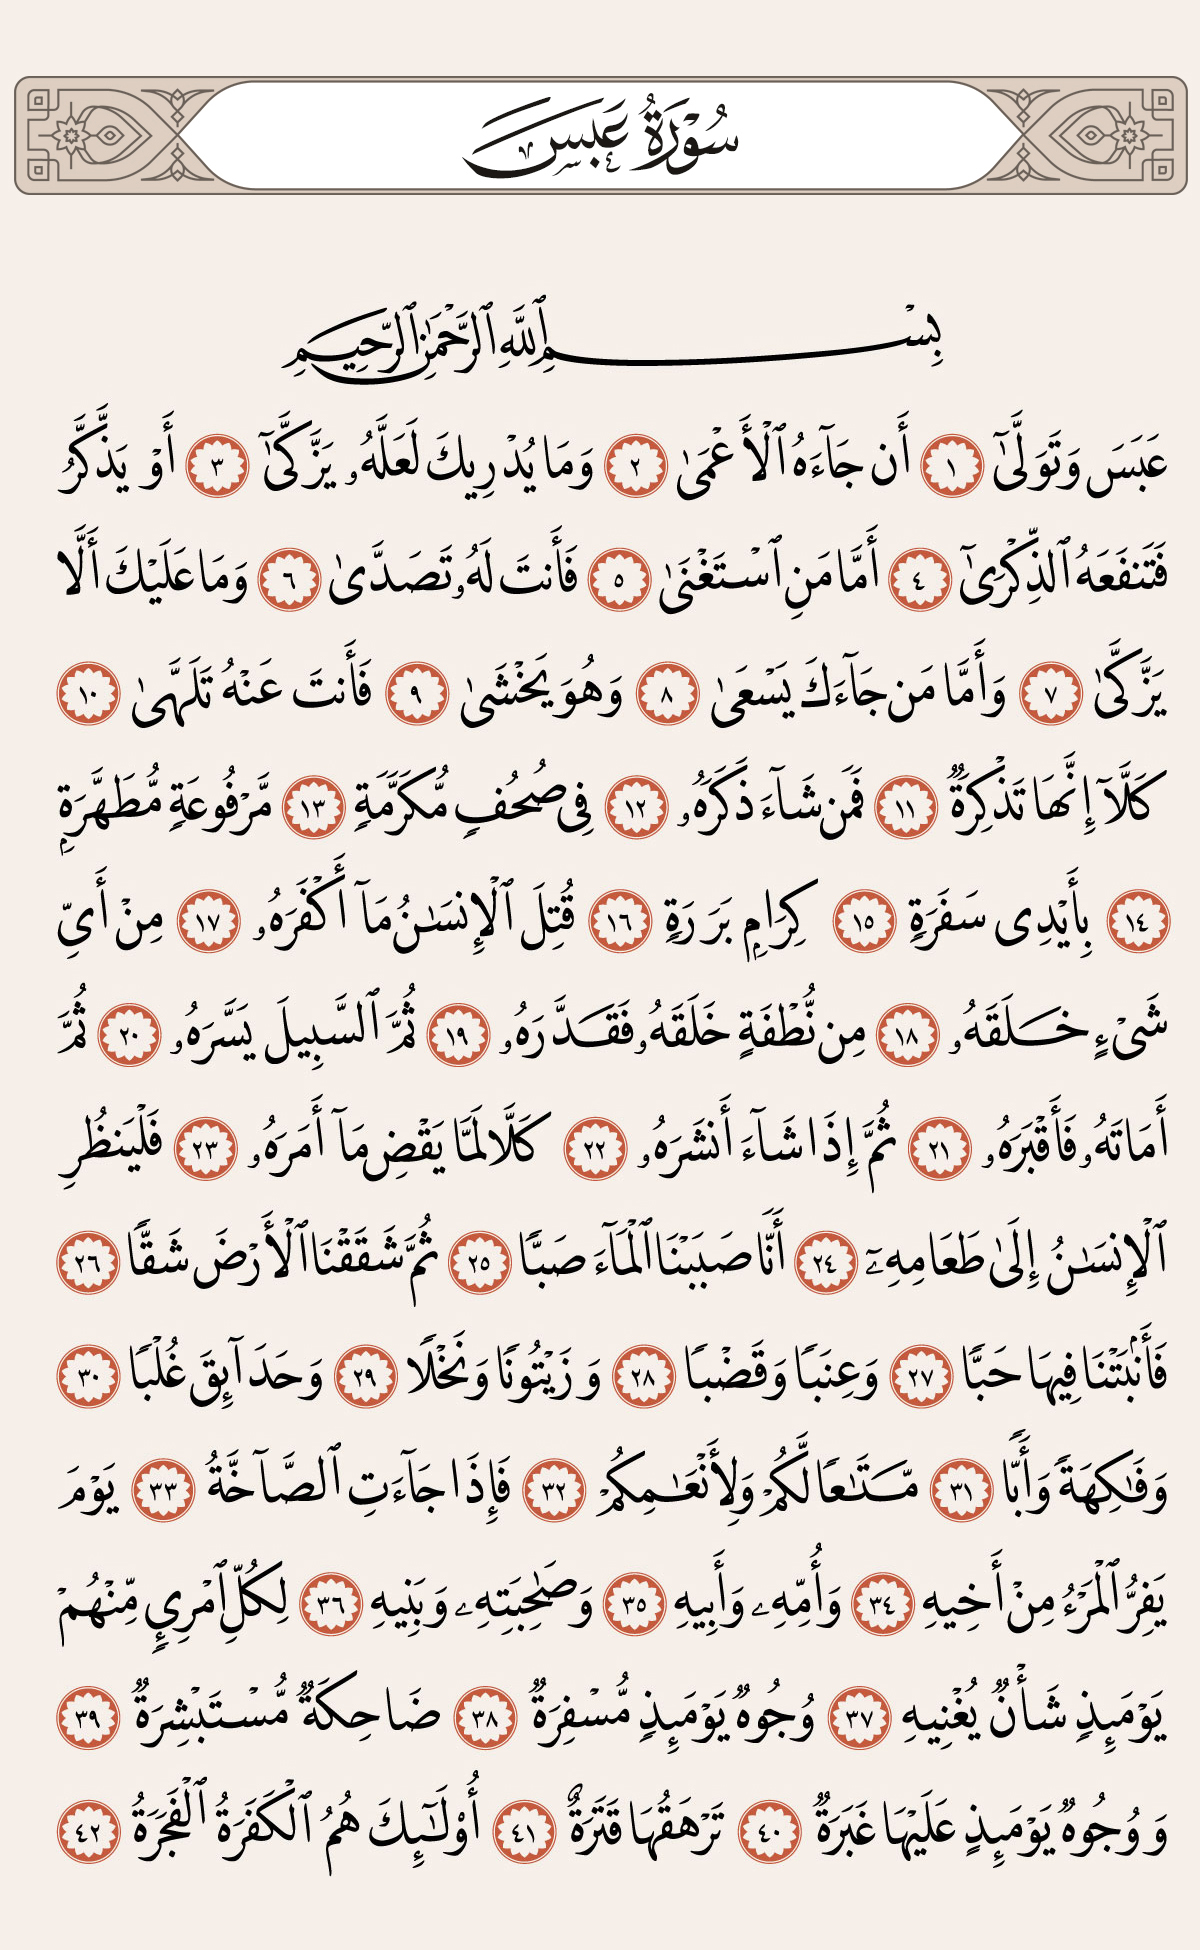 سُورَةُ عَبَسَ
بِسْمِ ٱللَّهِ ٱلرَّحْمَٰنِ ٱلرَّحِيمِ
عَبَسَ وَتَوَلَّىٰٓ ١ أَن جَآءَهُ ٱلْأَعْمَىٰ ٢ وَمَا يُدْرِيكَ لَعَلَّهُۥ يَزَّكَّىٰٓ ٣ أَوْ يَذَّكَّرُ
فَتَنفَعَهُ ٱلذِّكْرَىٰٓ ٤ أَمَّا مَنِ ٱسْتَغْنَىٰ ٥ فَأَنتَ لَهُۥ تَصَدَّىٰ ٦ وَمَا عَلَيْكَ أَلَّا
يَزَّكَّىٰ ٧ وَأَمَّا مَن جَآءَكَ يَسْعَىٰ ٨ وَهُوَ يَخْشَىٰ ٩ فَأَنتَ عَنْهُ تَلَهَّىٰ ١٠
كَلَّآ إِنَّهَا تَذْكِرَةٌ ١١ فَمَن شَآءَ ذَكَرَهُۥ ١٢ فِى صُحُفٍ مُّكَرَّمَةٍ ١٣ مَّرْفُوعَةٍ مُّطَهَّرَةٍۭ
١٤ بِأَيْدِى سَفَرَةٍ ١٥ كِرَامٍۭ بَرَرَةٍ ١٦ قُتِلَ ٱلْإِنسَـٰنُ مَآ أَكْفَرَهُۥ ١٧ مِنْ أَىِّ
شَىْءٍ خَلَقَهُۥ ١٨ مِن نُّطْفَةٍ خَلَقَهُۥ فَقَدَّرَهُۥ ١٩ ثُمَّ ٱلسَّبِيلَ يَسَّرَهُۥ ٢٠ ثُمَّ
أَمَاتَهُۥ فَأَقْبَرَهُۥ ٢١ ثُمَّ إِذَا شَآءَ أَنشَرَهُۥ ٢٢ كَلَّا لَمَّا يَقْضِ مَآ أَمَرَهُۥ ٢٣ فَلْيَنظُرِ
ٱلْإِنسَـٰنُ إِلَىٰ طَعَامِهِۦٓ ٢٤ أَنَّا صَبَبْنَا ٱلْمَآءَ صَبًّا ٢٥ ثُمَّ شَقَقْنَا ٱلْأَرْضَ شَقًّا ٢٦
فَأَنۢبَتْنَا فِيهَا حَبًّا ٢٧ وَعِنَبًا وَقَضْبًا ٢٨ وَزَيْتُونًا وَنَخْلًا ٢٩ وَحَدَآئِقَ غُلْبًا ٣٠
وَفَـٰكِهَةً وَأَبًّا ٣١ مَّتَـٰعًا لَّكُمْ وَلِأَنْعَـٰمِكُمْ ٣٢ فَإِذَا جَآءَتِ ٱلصَّآخَّةُ ٣٣ يَوْمَ
يَفِرُّ ٱلْمَرْءُ مِنْ أَخِيهِ ٣٤ وَأُمِّهِۦ وَأَبِيهِ ٣٥ وَصَـٰحِبَتِهِۦ وَبَنِيهِ ٣٦ لِكُلِّ ٱمْرِئٍ مِّنْهُمْ
يَوْمَئِذٍ شَأْنٌ يُغْنِيهِ ٣٧ وُجُوهٌ يَوْمَئِذٍ مُّسْفِرَةٌ ٣٨ ضَاحِكَةٌ مُّسْتَبْشِرَةٌ ٣٩
وَوُجُوهٌ يَوْمَئِذٍ عَلَيْهَا غَبَرَةٌ ٤٠ تَرْهَقُهَا قَتَرَةٌ ٤١ أُو۟لَـٰٓئِكَ هُمُ ٱلْكَفَرَةُ ٱلْفَجَرَةُ ٤٢